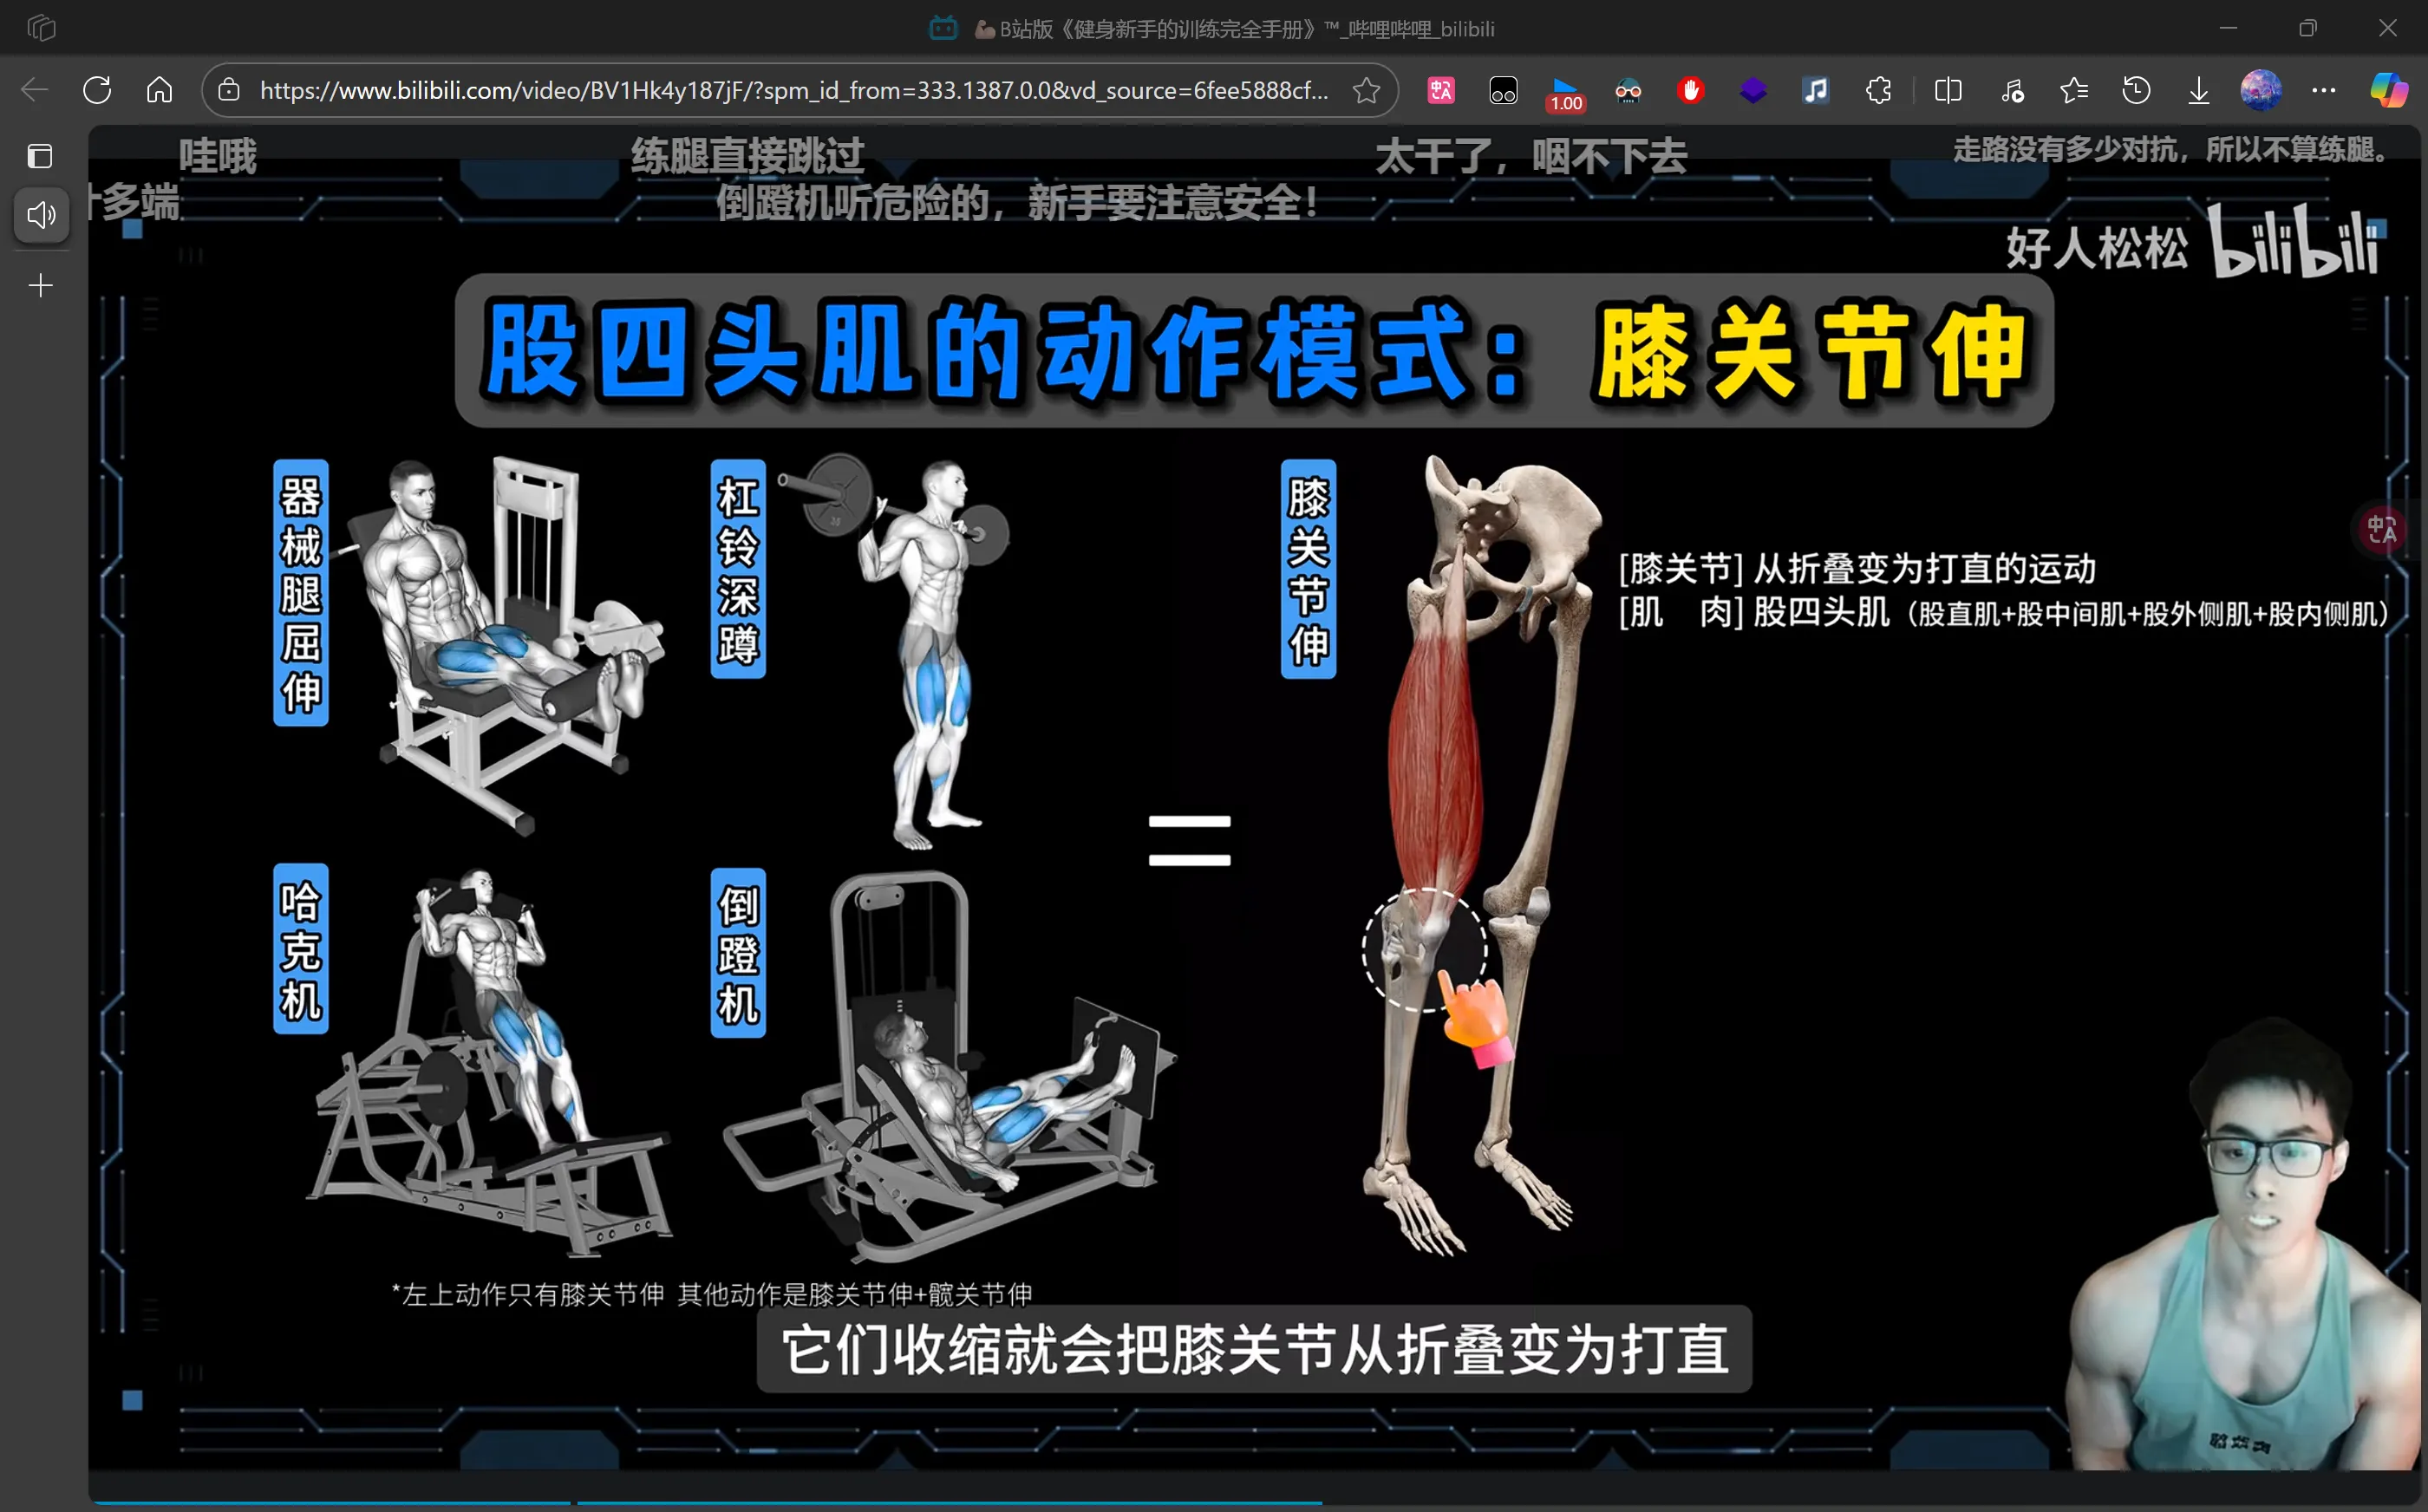 B站版《健身新手的训练完全手册》™_哔哩哔哩_bilibili
https://www.bilibili.com/video/BV1Hk4y187jF/?spm_id_from=333.1387.0.0&vd_source=6fee5888cf...
1.00
哇哦
练腿直接跳过
太干了，咽不下去
走路没有多少对抗，所以不算练腿。
多端
倒蹬机听危险的，新手要注意安全！
好人松松 bilibili
股四头肌的动作模式：膝关节伸
器械腿屈伸
杠铃深蹲
膝关节伸
[膝关节] 从折叠变为打直的运动
[肌 肉] 股四头肌（股直肌+股中间肌+股外侧肌+股内侧肌）
哈克机
倒蹬机
=
*左上动作只有膝关节伸 其他动作是膝关节伸+髋关节伸
它们收缩就会把膝关节从折叠变为打直